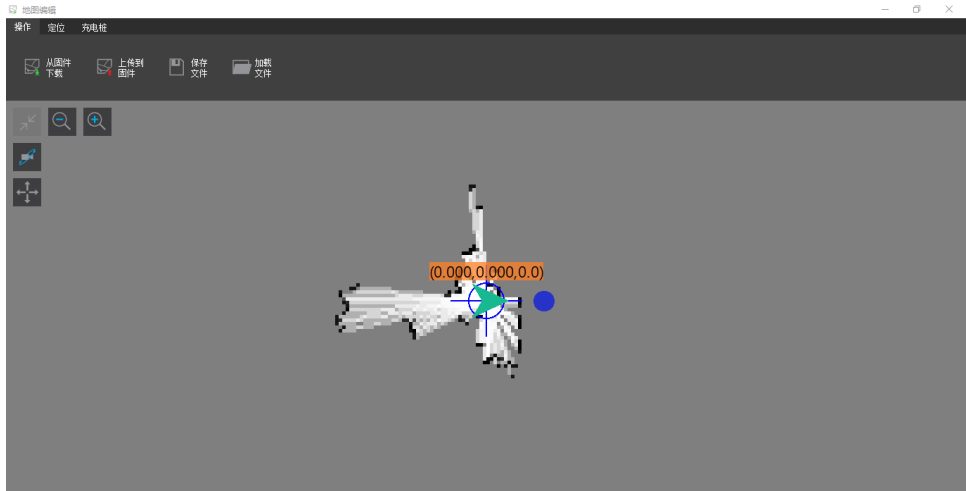 地图编辑
操作 定位 充电桩
从固件
下载
上传到
固件
保存
文件
加载
文件
(0.000,0.000,0.0)